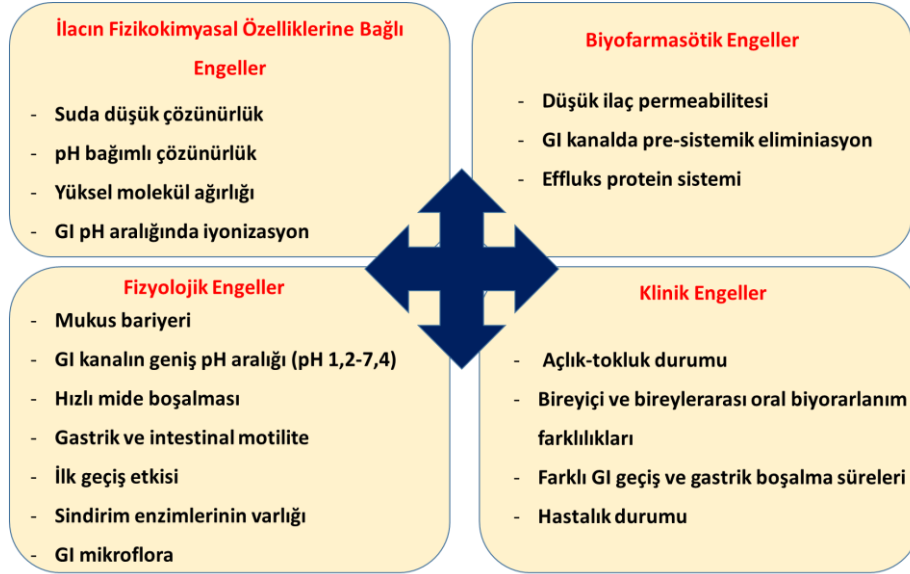 İlacın Fizikokimyasal Özelliklerine Bağlı
Engeller
- Suda düşük çözünürlük
- pH bağımlı çözünürlük
- Yüksel molekül ağırlığı
- GI pH aralığında iyonizasyon
Biyofarmasötik Engeller
- Düşük ilaç permeabilitesi
- GI kanalda pre-sistemik eliminiasyon
- Effluks protein sistemi
Fizyolojik Engeller
- Mukus bariyeri
- GI kanalın geniş pH aralığı (pH 1,2-7,4)
- Hızlı mide boşalması
- Gastrik ve intestinal motilite
- İlk geçiş etkisi
- Sindirim enzimlerinin varlığı
- GI mikroflora
Klinik Engeller
- Açlık-tokluk durumu
- Bireyiçi ve bireylerarası oral biyorarlanım
farklılıkları
- Farklı GI geçiş ve gastrik boşalma süreleri
- Hastalık durumu